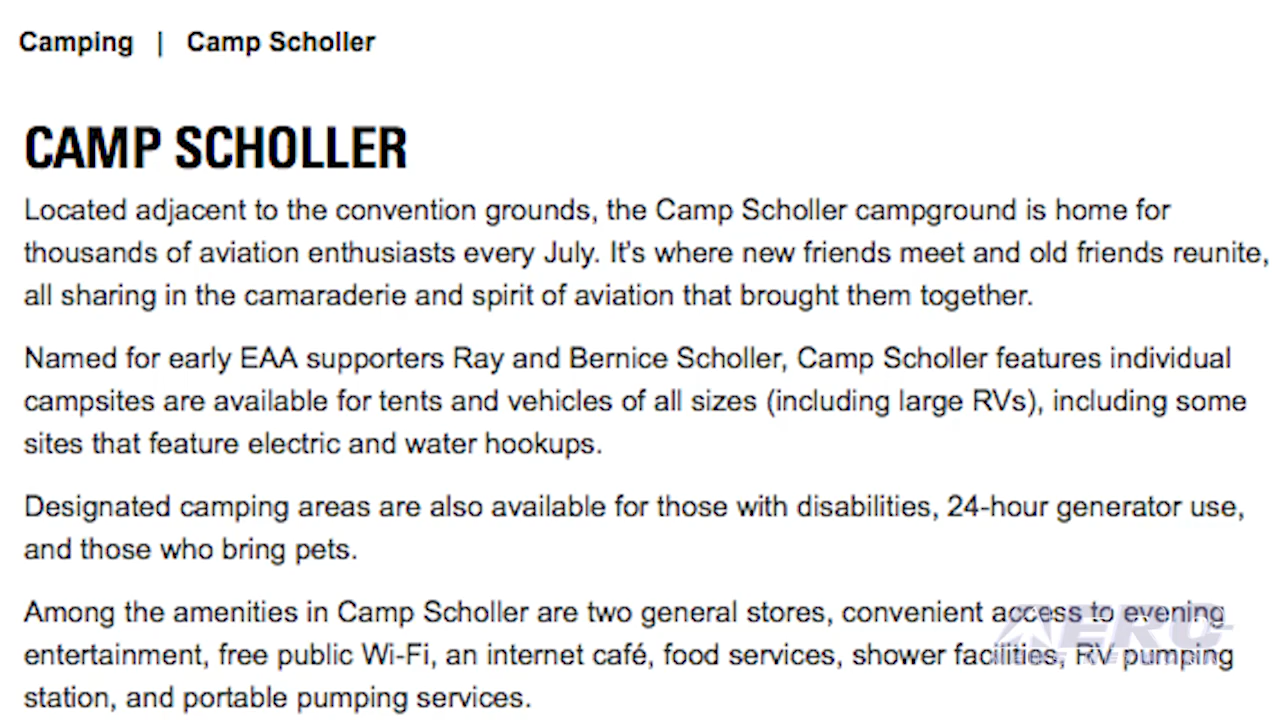 Camping | Camp Scholler
CAMP SCHOLLER
Located adjacent to the convention grounds, the Camp Scholler campground is home for
thousands of aviation enthusiasts every July. It's where new friends meet and old friends reunite,
all sharing in the camaraderie and spirit of aviation that brought them together.
Named for early EAA supporters Ray and Bernice Scholler, Camp Scholler features individual
campsites are available for tents and vehicles of all sizes (including large RVs), including some
sites that feature electric and water hookups.
Designated camping areas are also available for those with disabilities, 24-hour generator use,
and those who bring pets.
Among the amenities in Camp Scholler are two general stores, convenient access to evening
entertainment, free public Wi-Fi, an internet café, food services, shower facilities, RV pumping
station, and portable pumping services.